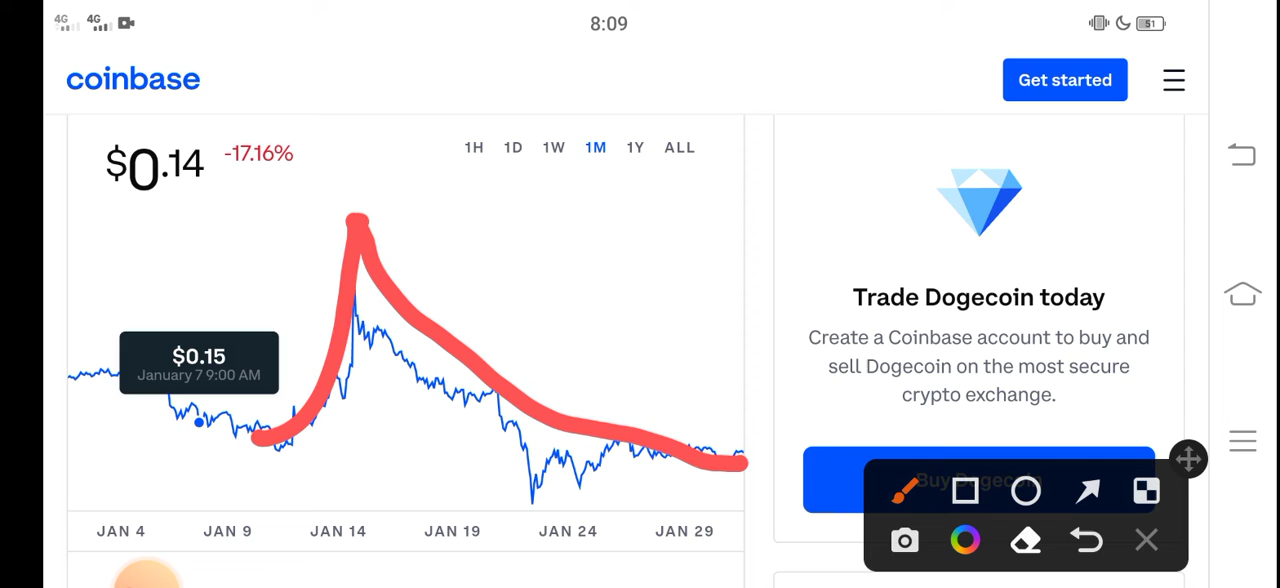 4G 4G 8:09 51
coinbase Get started
$0.14 -17.16% 1H 1D 1W 1M 1Y ALL
Trade Dogecoin today
Create a Coinbase account to buy and
sell Dogecoin on the most secure
crypto exchange.
$0.15
January 7 9:00 AM
Buy Dogecoin
JAN 4 JAN 9 JAN 14 JAN 19 JAN 24 JAN 29